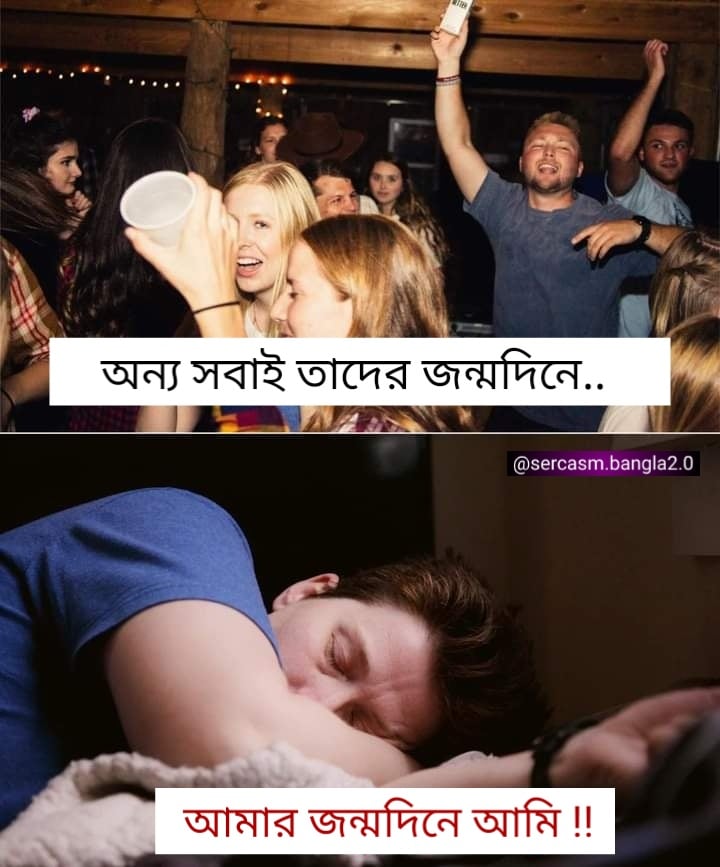 অন্য সবাই তাদের জন্মদিনে..
@sercasm.bangla2.0
আমার জন্মদিনে আমি !!